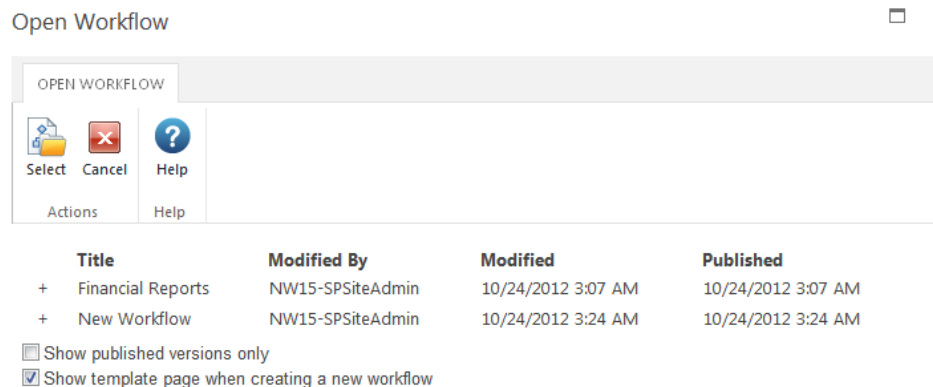 Open Workflow
OPEN WORKFLOW
Select Cancel Help
Actions Help
Title Modified By Modified Published
+ Financial Reports NW15-SPSiteAdmin 10/24/2012 3:07 AM 10/24/2012 3:07 AM
+ New Workflow NW15-SPSiteAdmin 10/24/2012 3:24 AM 10/24/2012 3:24 AM
Show published versions only
Show template page when creating a new workflow